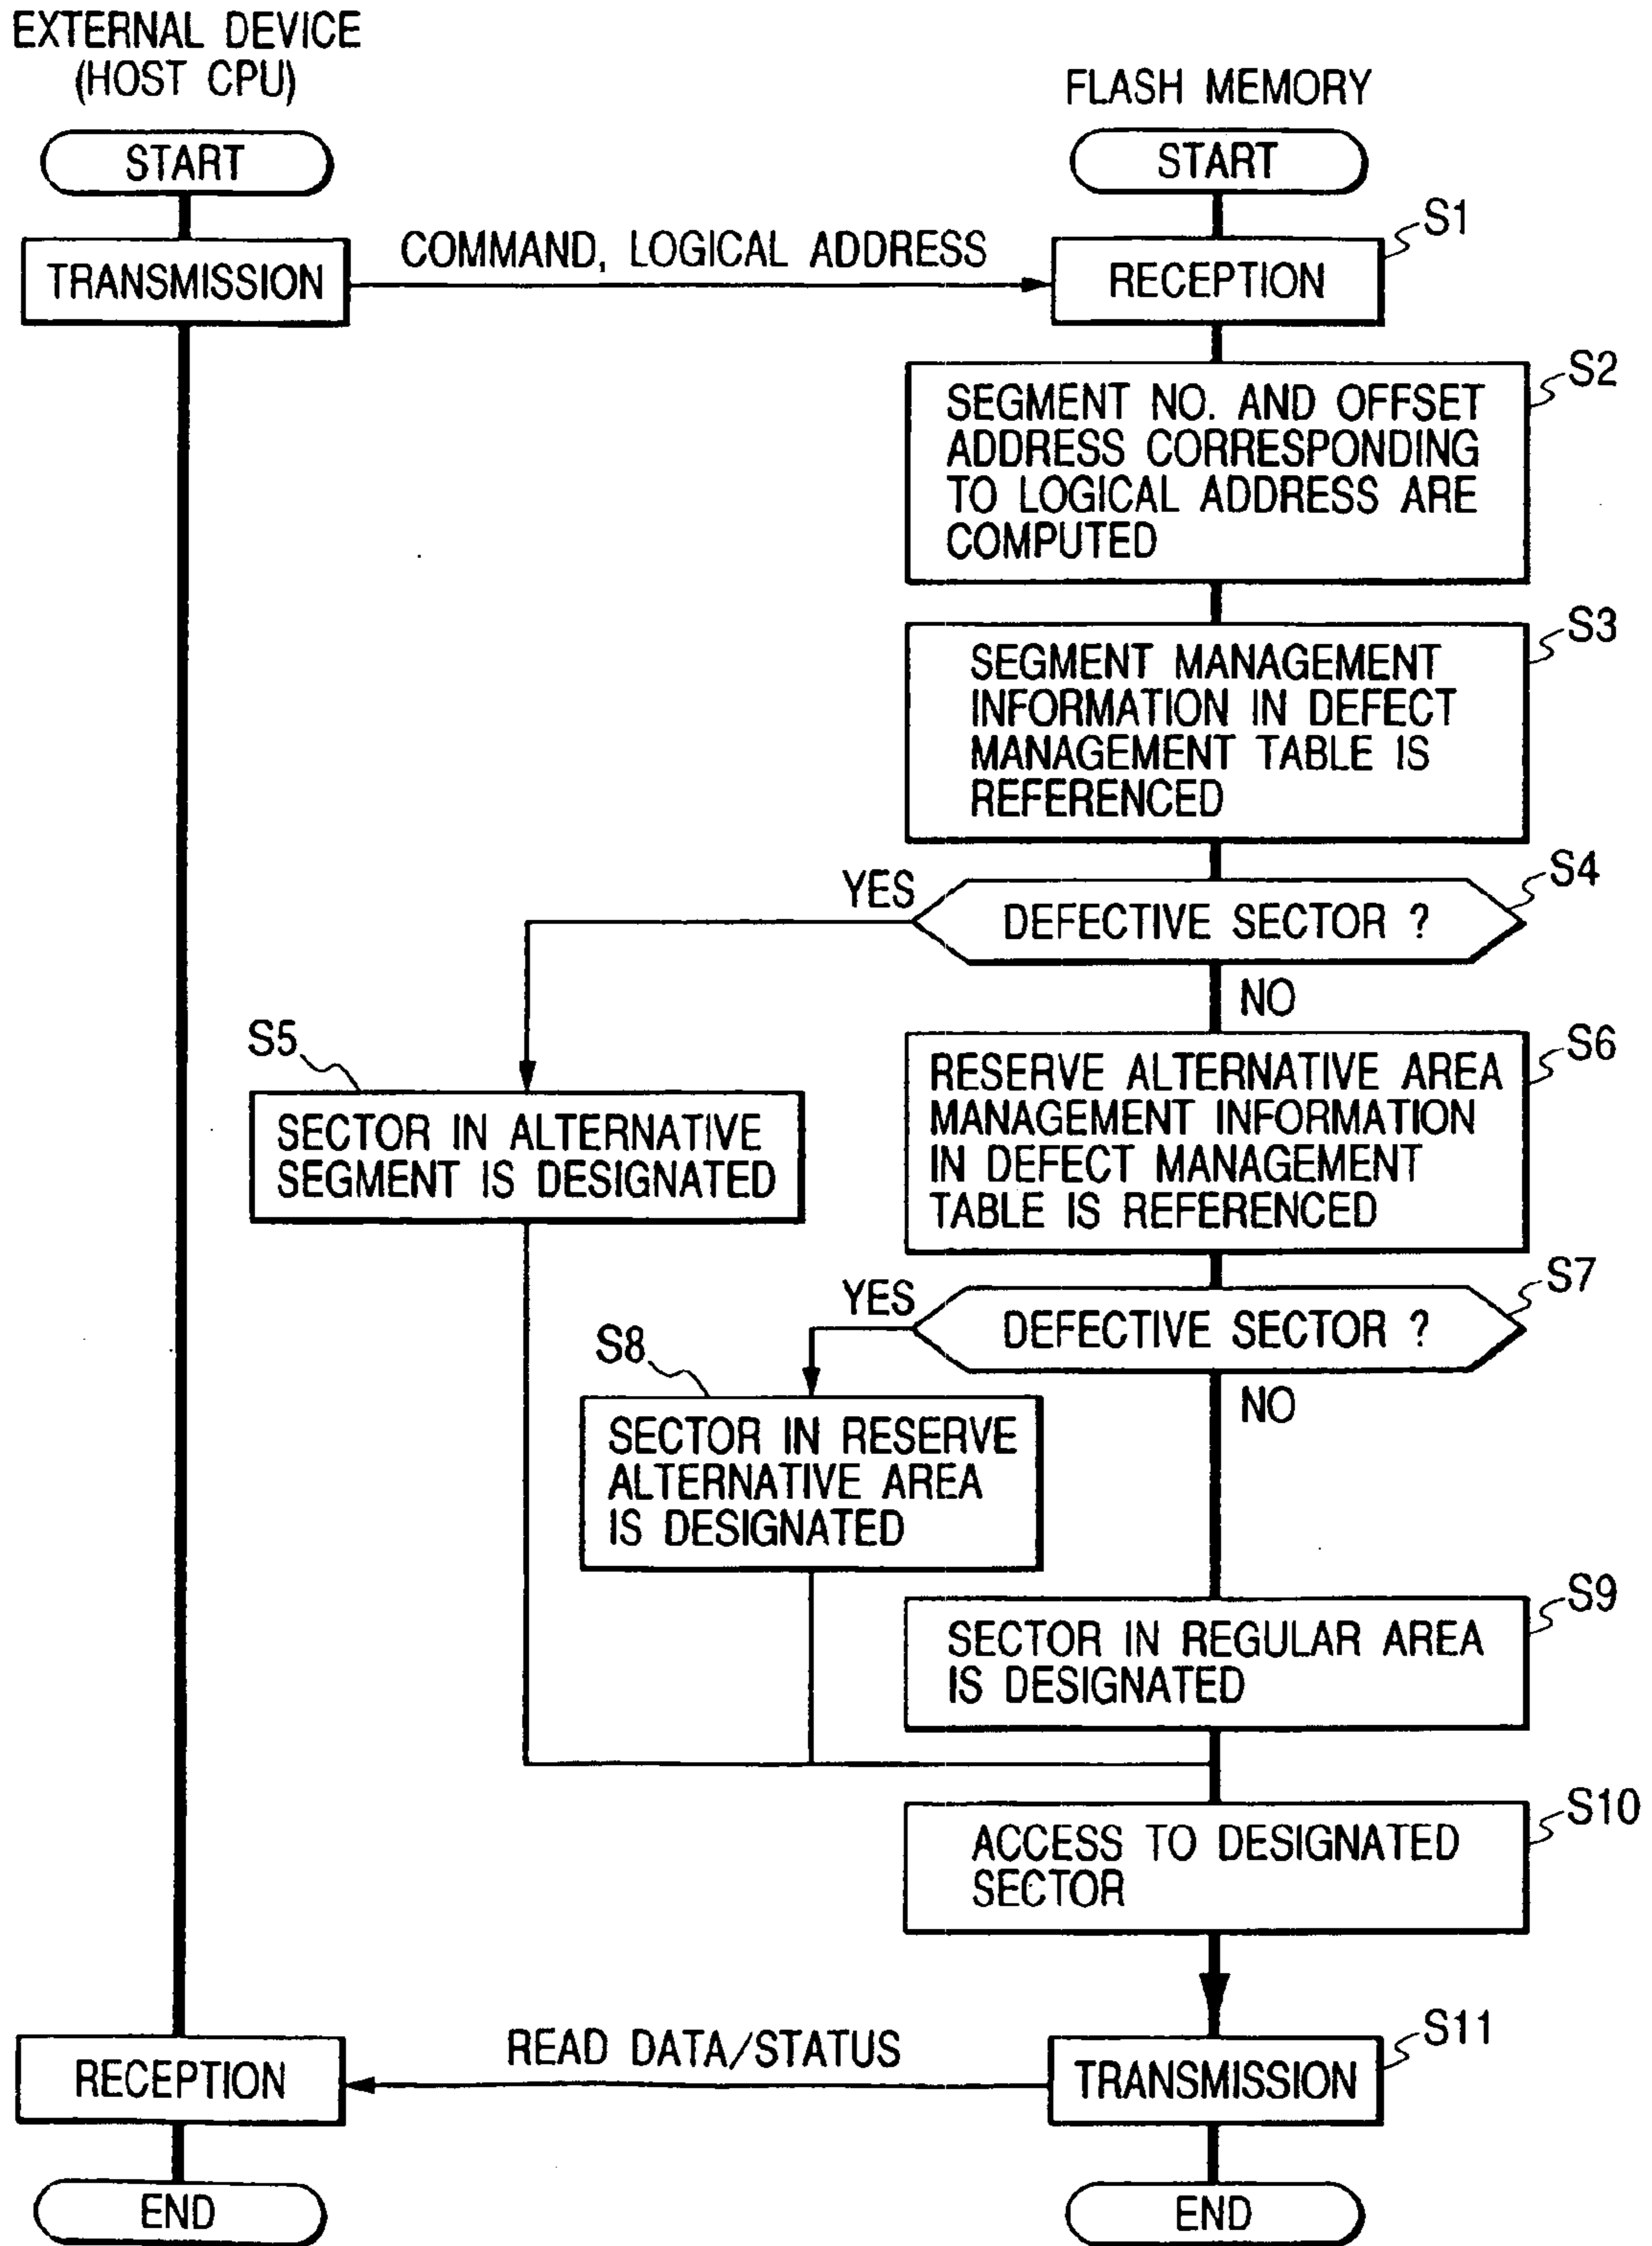 EXTERNAL DEVICE
(HOST CPU)
FLASH MEMORY
START
START
S1
TRANSMISSION
COMMAND, LOGICAL ADDRESS
RECEPTION
S2
SEGMENT NO. AND OFFSET
ADDRESS CORRESPONDING
TO LOGICAL ADDRESS ARE
COMPUTED
S3
SEGMENT MANAGEMENT
INFORMATION IN DEFECT
MANAGEMENT TABLE IS
REFERENCED
S4
YES
DEFECTIVE SECTOR ?
NO
S5
SECTOR IN ALTERNATIVE
SEGMENT IS DESIGNATED
S6
RESERVE ALTERNATIVE AREA
MANAGEMENT INFORMATION
IN DEFECT MANAGEMENT
TABLE IS REFERENCED
S7
YES
DEFECTIVE SECTOR ?
NO
S8
SECTOR IN RESERVE
ALTERNATIVE AREA
IS DESIGNATED
S9
SECTOR IN REGULAR AREA
IS DESIGNATED
S10
ACCESS TO DESIGNATED
SECTOR
S11
RECEPTION
READ DATA/STATUS
TRANSMISSION
END
END